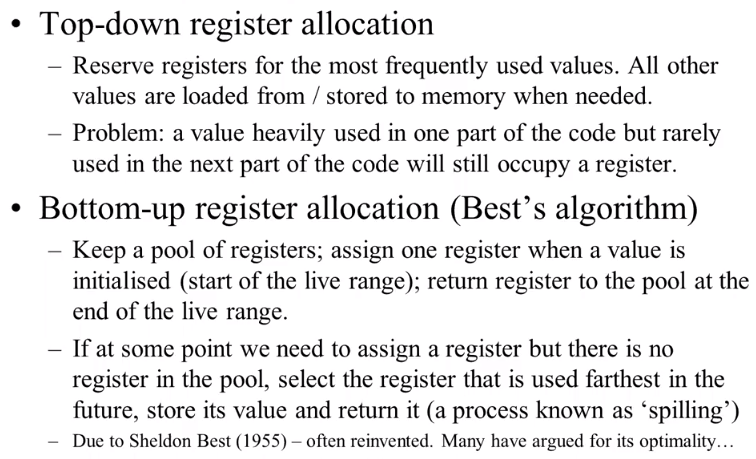 • Top-down register allocation
– Reserve registers for the most frequently used values. All other
values are loaded from / stored to memory when needed.
– Problem: a value heavily used in one part of the code but rarely
used in the next part of the code will still occupy a register.
• Bottom-up register allocation (Best’s algorithm)
– Keep a pool of registers; assign one register when a value is
initialised (start of the live range); return register to the pool at the
end of the live range.
– If at some point we need to assign a register but there is no
register in the pool, select the register that is used farthest in the
future, store its value and return it (a process known as ‘spilling’)
– Due to Sheldon Best (1955) – often reinvented. Many have argued for its optimality…